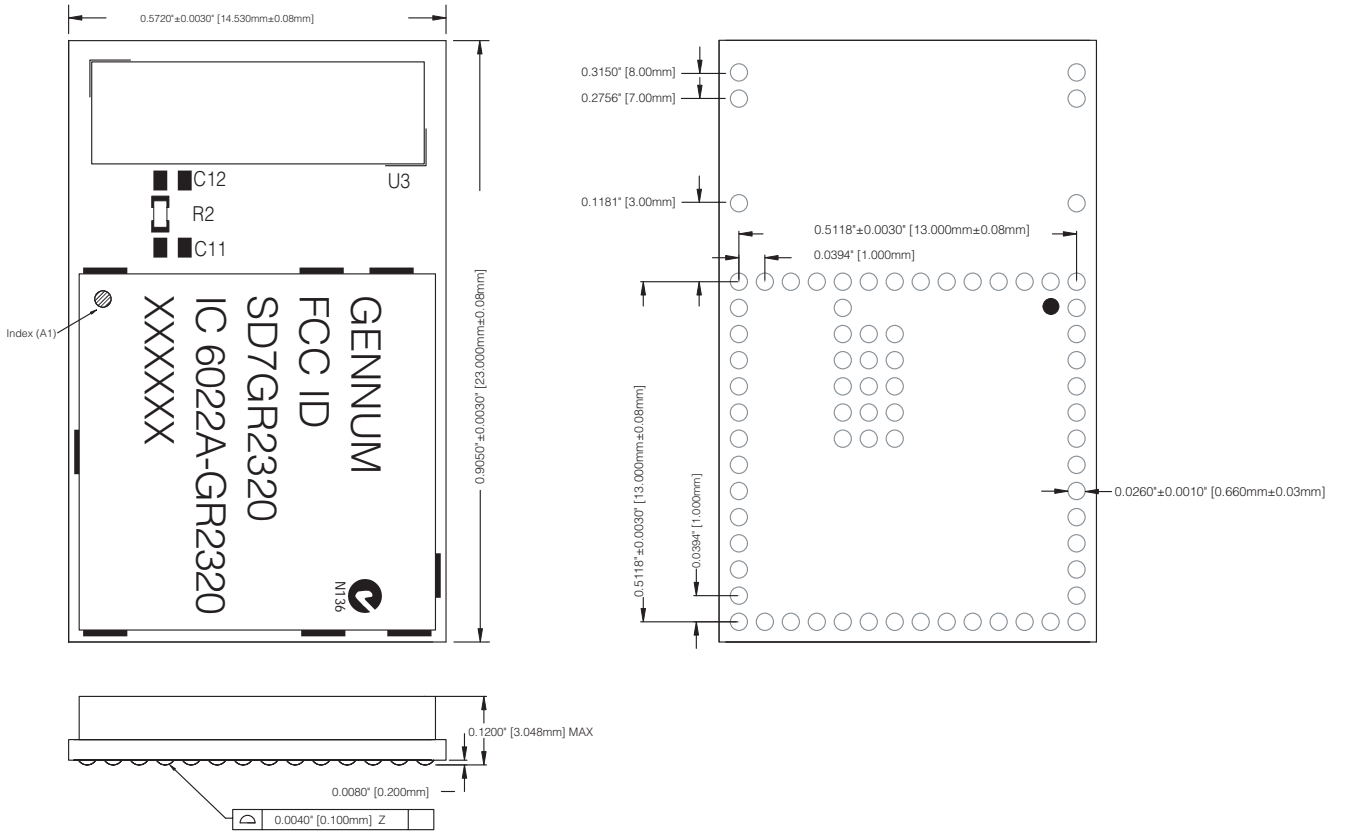 0.5720"±0.0030" [14.530mm±0.08mm]
C12
U3
R2
C11
Index (A1)
GENNUM
FCC ID
SD7GR2320
IC 6022A-GR2320
XXXXXXX
N136
0.9050"±0.0030" [23.000mm±0.08mm]
0.3150" [8.00mm]
0.2756" [7.00mm]
0.1181" [3.00mm]
0.5118"±0.0030" [13.000mm±0.08mm]
0.0394" [1.000mm]
0.5118"±0.0030" [13.000mm±0.08mm]
0.0394" [1.000mm]
0.0260"±0.0010" [0.660mm±0.03mm]
0.1200" [3.048mm] MAX
0.0080" [0.200mm]
0.0040" [0.100mm] Z